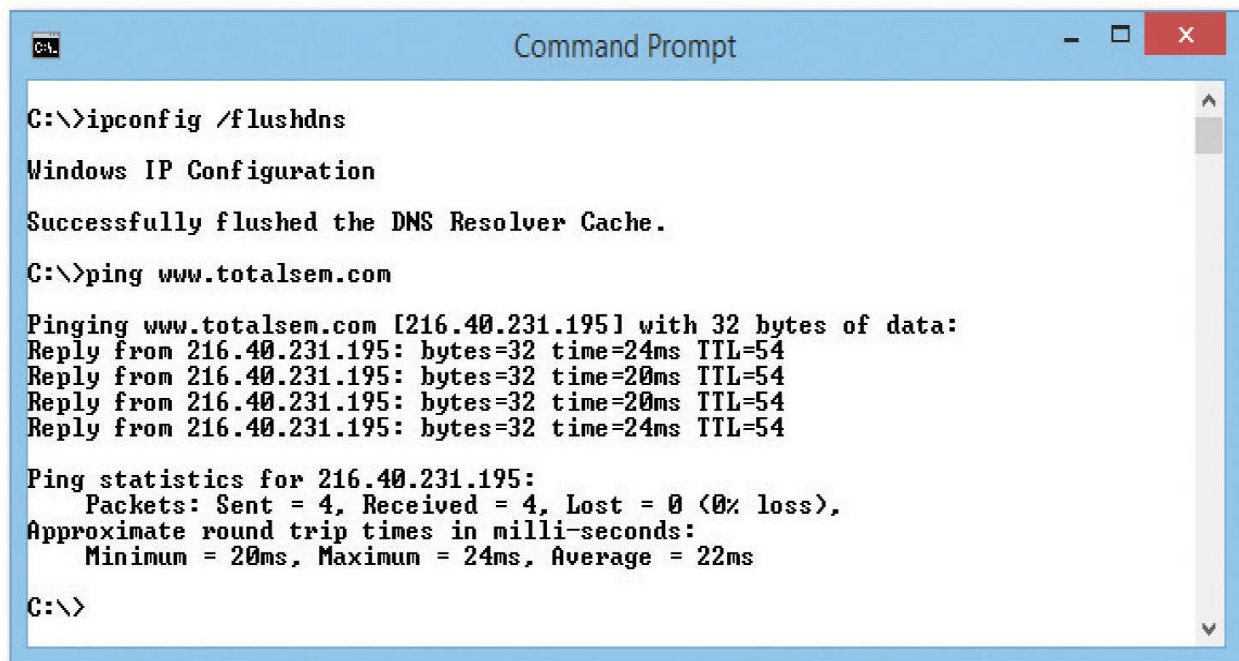 C:\.
Command Prompt
C:\>ipconfig /flushdns
Windows IP Configuration
Successfully flushed the DNS Resolver Cache.
C:\>ping www.totalsem.com
Pinging www.totalsem.com [216.40.231.195] with 32 bytes of data:
Reply from 216.40.231.195: bytes=32 time=24ms TTL=54
Reply from 216.40.231.195: bytes=32 time=20ms TTL=54
Reply from 216.40.231.195: bytes=32 time=20ms TTL=54
Reply from 216.40.231.195: bytes=32 time=24ms TTL=54
Ping statistics for 216.40.231.195:
    Packets: Sent = 4, Received = 4, Lost = 0 (0% loss),
Approximate round trip times in milli-seconds:
    Minimum = 20ms, Maximum = 24ms, Average = 22ms
C:\>